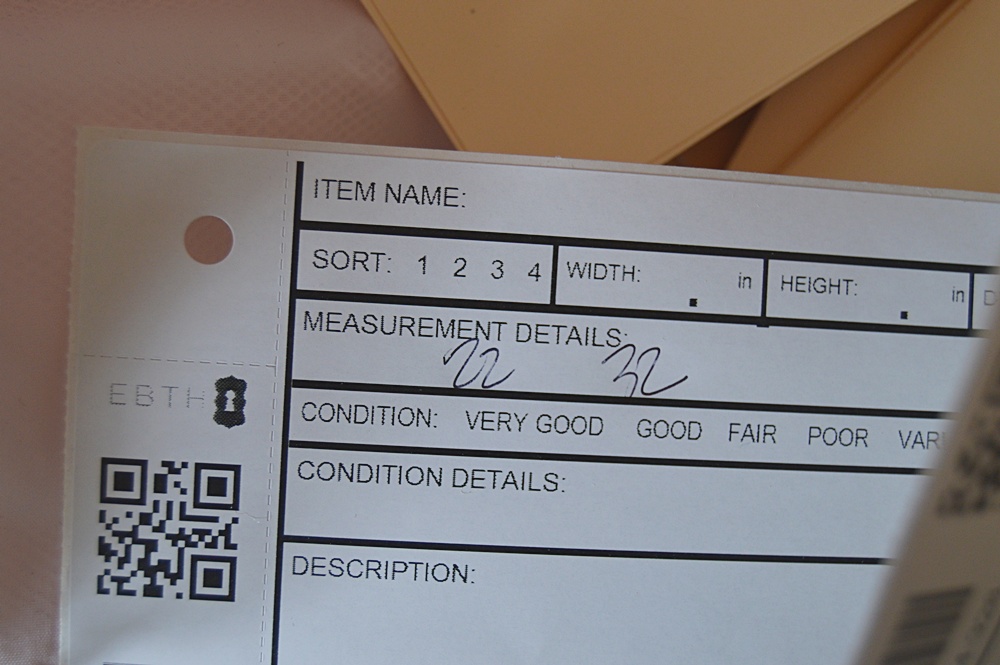 ITEM NAME:
SORT: 1 2 3 4 WIDTH: . in HEIGHT: . in D
MEASUREMENT DETAILS:
22 32
EBTH
CONDITION: VERY GOOD GOOD FAIR POOR
CONDITION DETAILS:
DESCRIPTION: